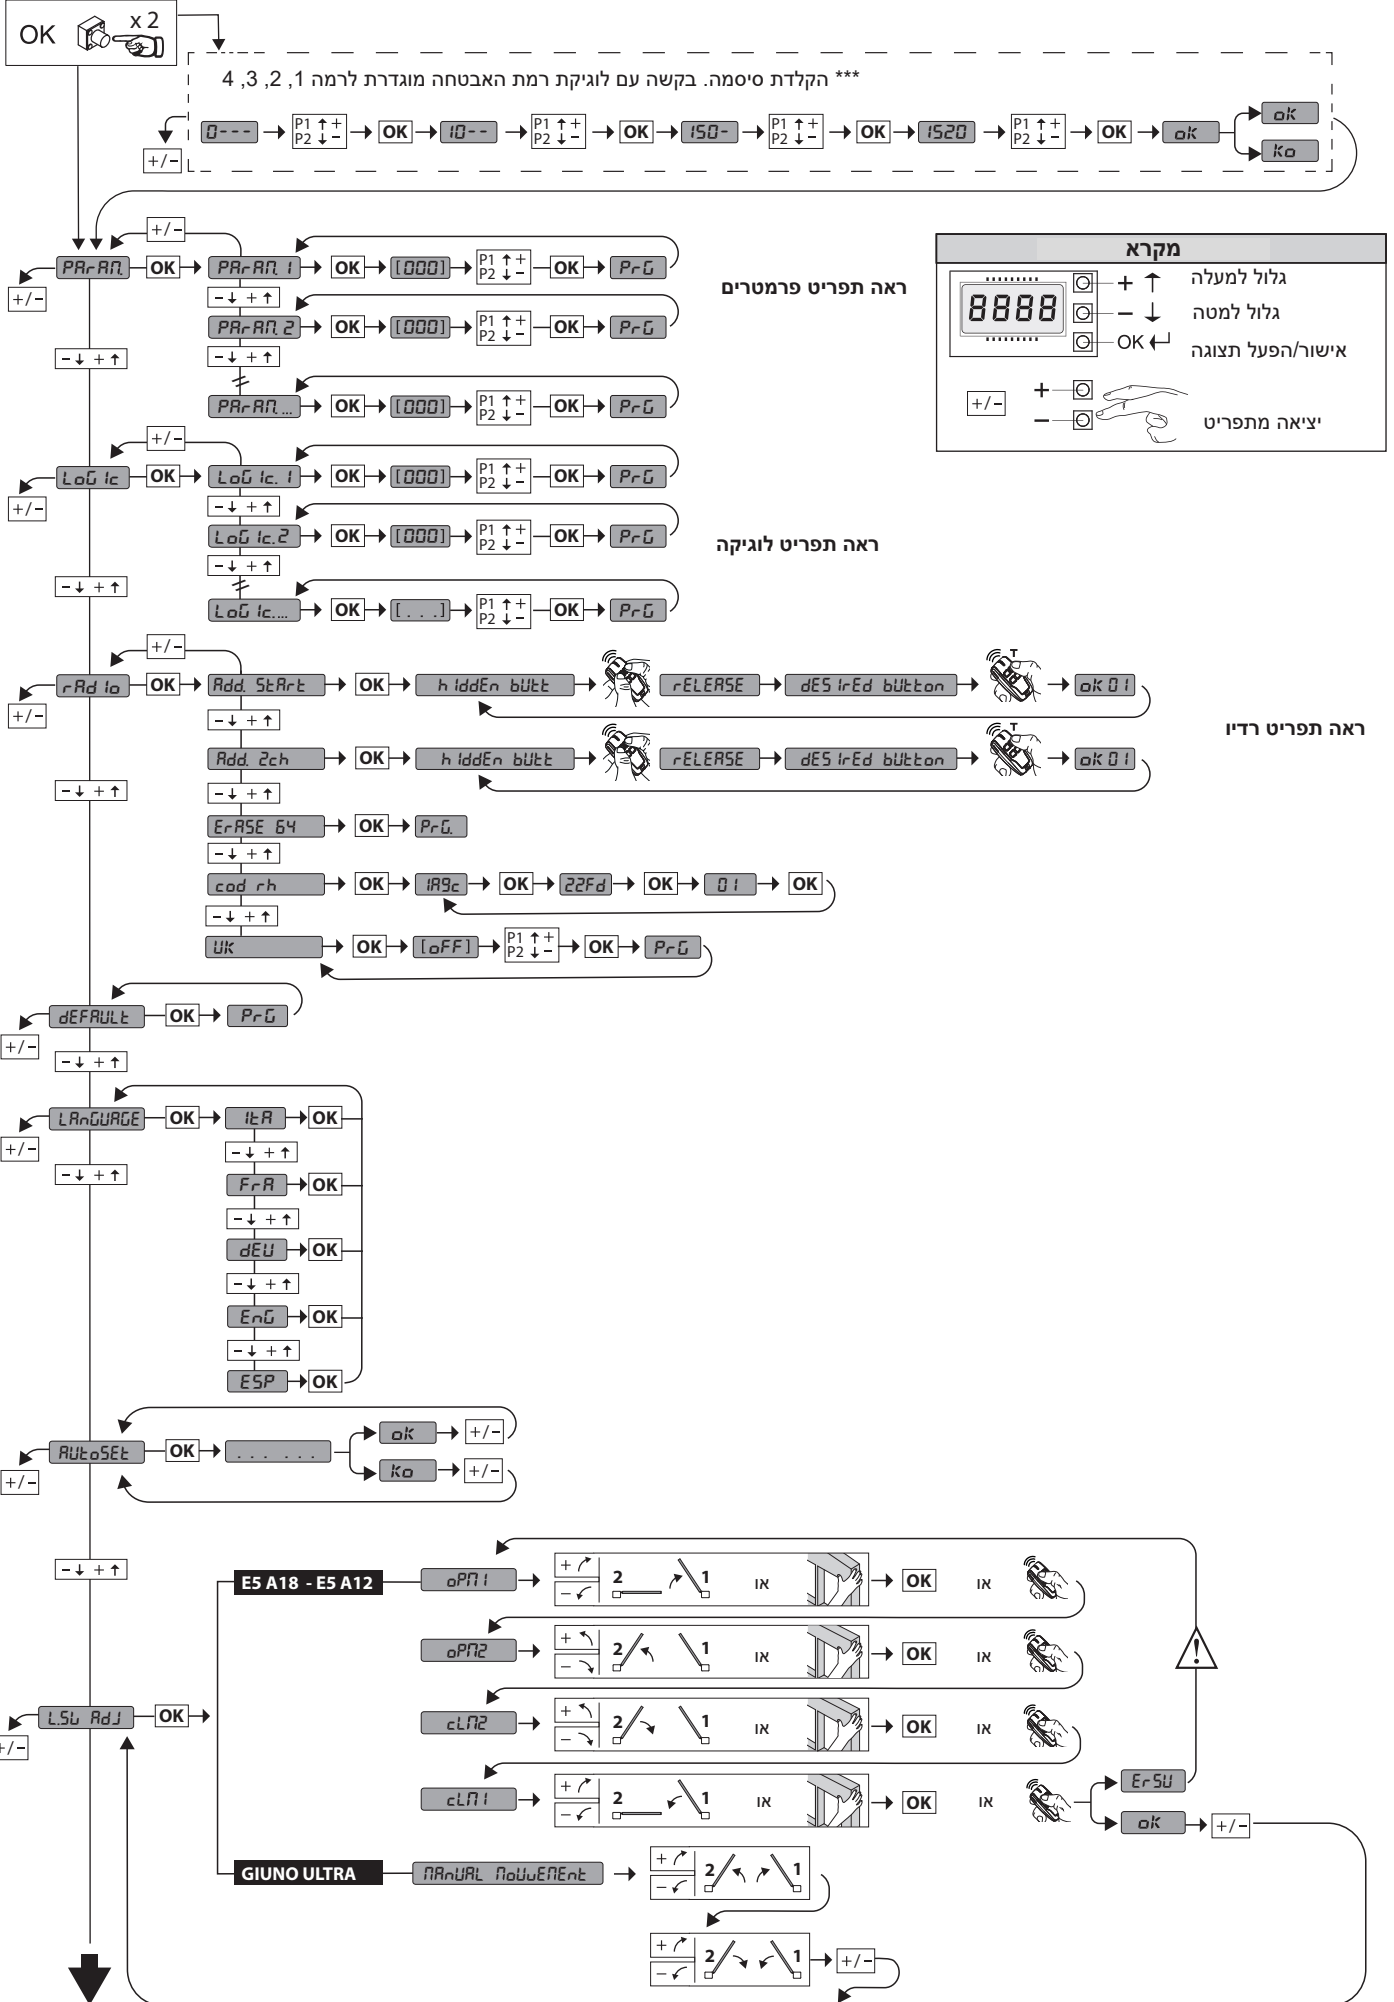 OK x 2
*** הקלדת סיסמה. בקשה עם לוגיקת רמת האבטחה מוגדרת לרמה 1, 2, 3, 4
0--- P1 ↑ + P2 ↓ − OK 10-- P1 ↑ + P2 ↓ − OK 150- P1 ↑ + P2 ↓ − OK 1520 P1 ↑ + P2 ↓ − OK oK oK
Ko
+/−
+/−
PArAM. OK PArAM. 1 OK [000] P1 ↑ + P2 ↓ − OK PrG
+/−
− ↓ + ↑
PArAM. 2 OK [000] P1 ↑ + P2 ↓ − OK PrG
− ↓ + ↑
− ↓ + ↑
PArAM. ... OK [000] P1 ↑ + P2 ↓ − OK PrG
ראה תפריט פרמטרים
מקרא
8888
+ ↑ גלול למעלה
− ↓ גלול למטה
OK אישור/הפעל תצוגה
+/− + − יציאה מתפריט
+/−
LoGIc OK LoGIc. 1 OK [000] P1 ↑ + P2 ↓ − OK PrG
+/−
− ↓ + ↑
LoGIc.2 OK [000] P1 ↑ + P2 ↓ − OK PrG
ראה תפריט לוגיקה
− ↓ + ↑
− ↓ + ↑
LoGIc.... OK [. . .] P1 ↑ + P2 ↓ − OK PrG
+/−
rAdIo OK Add. StArt OK hIddEn bUtt rELEASE dESIrEd bUtton T oK 01
+/−
− ↓ + ↑
ראה תפריט רדיו
Add. 2ch OK hIddEn bUtt rELEASE dESIrEd bUtton T oK 01
− ↓ + ↑
− ↓ + ↑
ErASE 64 OK PrG.
− ↓ + ↑
cod rh OK IA9c OK 22Fd OK 01 OK
− ↓ + ↑
UK OK [oFF] P1 ↑ + P2 ↓ − OK PrG
dEFAULt OK PrG
+/−
− ↓ + ↑
LAnGUAGE OK ItA OK
+/−
− ↓ + ↑
− ↓ + ↑
FrA OK
− ↓ + ↑
dEU OK
− ↓ + ↑
EnG OK
− ↓ + ↑
ESP OK
AUtoSEt OK . . . . . . oK +/−
Ko +/−
+/−
− ↓ + ↑
E5 A18 - E5 A12 oPM1 + − 2 1 או OK או
oPM2 + − 2 1 או OK או
L.SW AdJ OK
+/−
cLM2 + − 2 1 או OK או
cLM1 + − 2 1 או OK או
ErSW
oK +/−
!
GIUNO ULTRA MAnUAL MoUvEMEnt + − 2 1
+ − 2 1 +/−